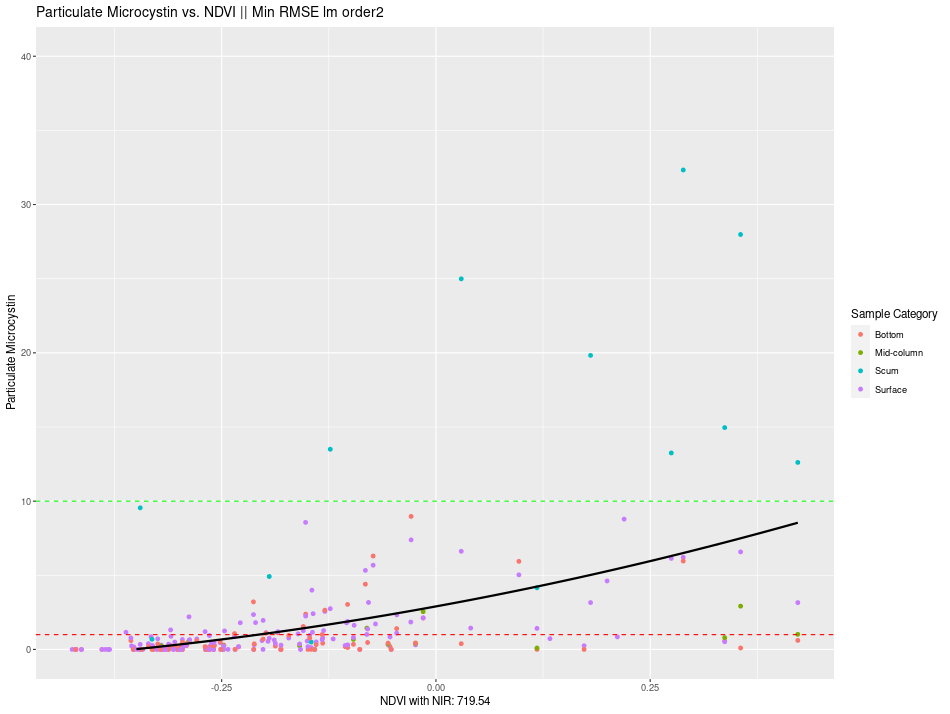 Particulate Microcystin vs. NDVI || Min RMSE lm order2
40
30
20
10
0
Particulate Microcystin
-0.25
0.00
0.25
NDVI with NIR: 719.54
Sample Category
Bottom
Mid-column
Scum
Surface